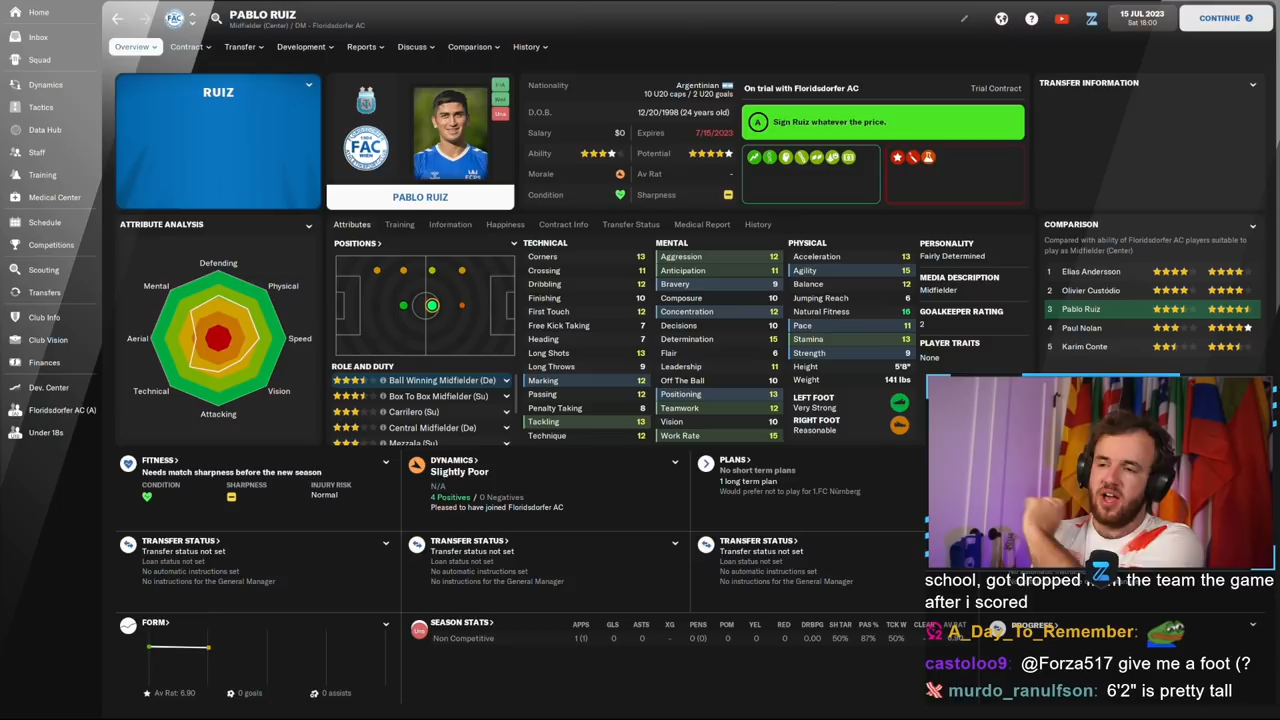 Home
Inbox
Squad
Dynamics
Tactics
Data Hub
Staff
Training
Medical Center
Schedule
Competitions
Scouting
Transfers
Club Info
Club Vision
Finances
Dev. Center
Floridsdorfer AC (A)
Under 18s
PABLO RUIZ
Midfielder (Center) / DM - Floridsdorfer AC
15 JUL 2023
Sat 18:00
CONTINUE
Overview
Contract
Transfer
Development
Reports
Discuss
Comparison
History
RUIZ
FAC
PABLO RUIZ
Nationality
Argentinian
10 U20 caps / 2 U20 goals
D.O.B.
12/20/1998 (24 years old)
Salary $0 Expires 7/15/2023
Ability Potential
Morale Av Rat -
Condition Sharpness
On trial with Floridsdorfer AC Trial Contract
A Sign Ruiz whatever the price.
TRANSFER INFORMATION
ATTRIBUTE ANALYSIS
Defending
Physical
Speed
Vision
Attacking
Technical
Aerial
Mental
Attributes Training Information Happiness Contract Info Transfer Status Medical Report History
POSITIONS
ROLE AND DUTY
Ball Winning Midfielder (De)
Box To Box Midfielder (Su)
Carrilero (Su)
Central Midfielder (De)
Mezzala (Su)
TECHNICAL
Corners 13
Crossing 11
Dribbling 12
Finishing 10
First Touch 12
Free Kick Taking 7
Heading 7
Long Shots 13
Long Throws 9
Marking 12
Passing 12
Penalty Taking 8
Tackling 13
Technique 12
MENTAL
Aggression 12
Anticipation 11
Bravery 9
Composure 10
Concentration 12
Decisions 10
Determination 15
Flair 6
Leadership 11
Off The Ball 10
Positioning 13
Teamwork 12
Vision 10
Work Rate 15
PHYSICAL
Acceleration 13
Agility 15
Balance 12
Jumping Reach 6
Natural Fitness 16
Pace 11
Stamina 13
Strength 9
Height 5'8"
Weight 141 lbs
LEFT FOOT
Very Strong
RIGHT FOOT
Reasonable
PERSONALITY
Fairly Determined
MEDIA DESCRIPTION
Midfielder
GOALKEEPER RATING
2
PLAYER TRAITS
None
COMPARISON
Compared with ability of Floridsdorfer AC players suitable
to play as Midfielder (Center)
1 Elias Andersson
2 Olivier Custódio
3 Pablo Ruiz
4 Paul Nolan
5 Karim Conte
FITNESS
Needs match sharpness before the new season
CONDITION SHARPNESS INJURY RISK
Normal
DYNAMICS
Slightly Poor
N/A
4 Positives / 0 Negatives
Pleased to have joined Floridsdorfer AC
PLANS
No short term plans
1 long term plan
Would prefer not to play for 1.FC Nürnberg
TRANSFER STATUS
Transfer status not set
Loan status not set
No automatic instructions set
No instructions for the General Manager
TRANSFER STATUS
Transfer status not set
Loan status not set
No automatic instructions set
No instructions for the General Manager
TRANSFER STATUS
Transfer status not set
Loan status not set
No automatic instructions set
No instructions for the General Manager
FORM
Av Rat: 6.90 0 goals 0 assists
SEASON STATS
APPS GLS ASTS XG PENS POM YEL RED DRBPG SH TAR PAS % TCK W
Non Competitive 1 (1) - - - 0 (0) 0 0 0 0.00 50% 87% 50%
school, got dropped the team the game
after i scored
A_Day_To_Remember:
castoloo9: @Forza517 give me a foot (?
murdo_ranulfson: 6'2" is pretty tall